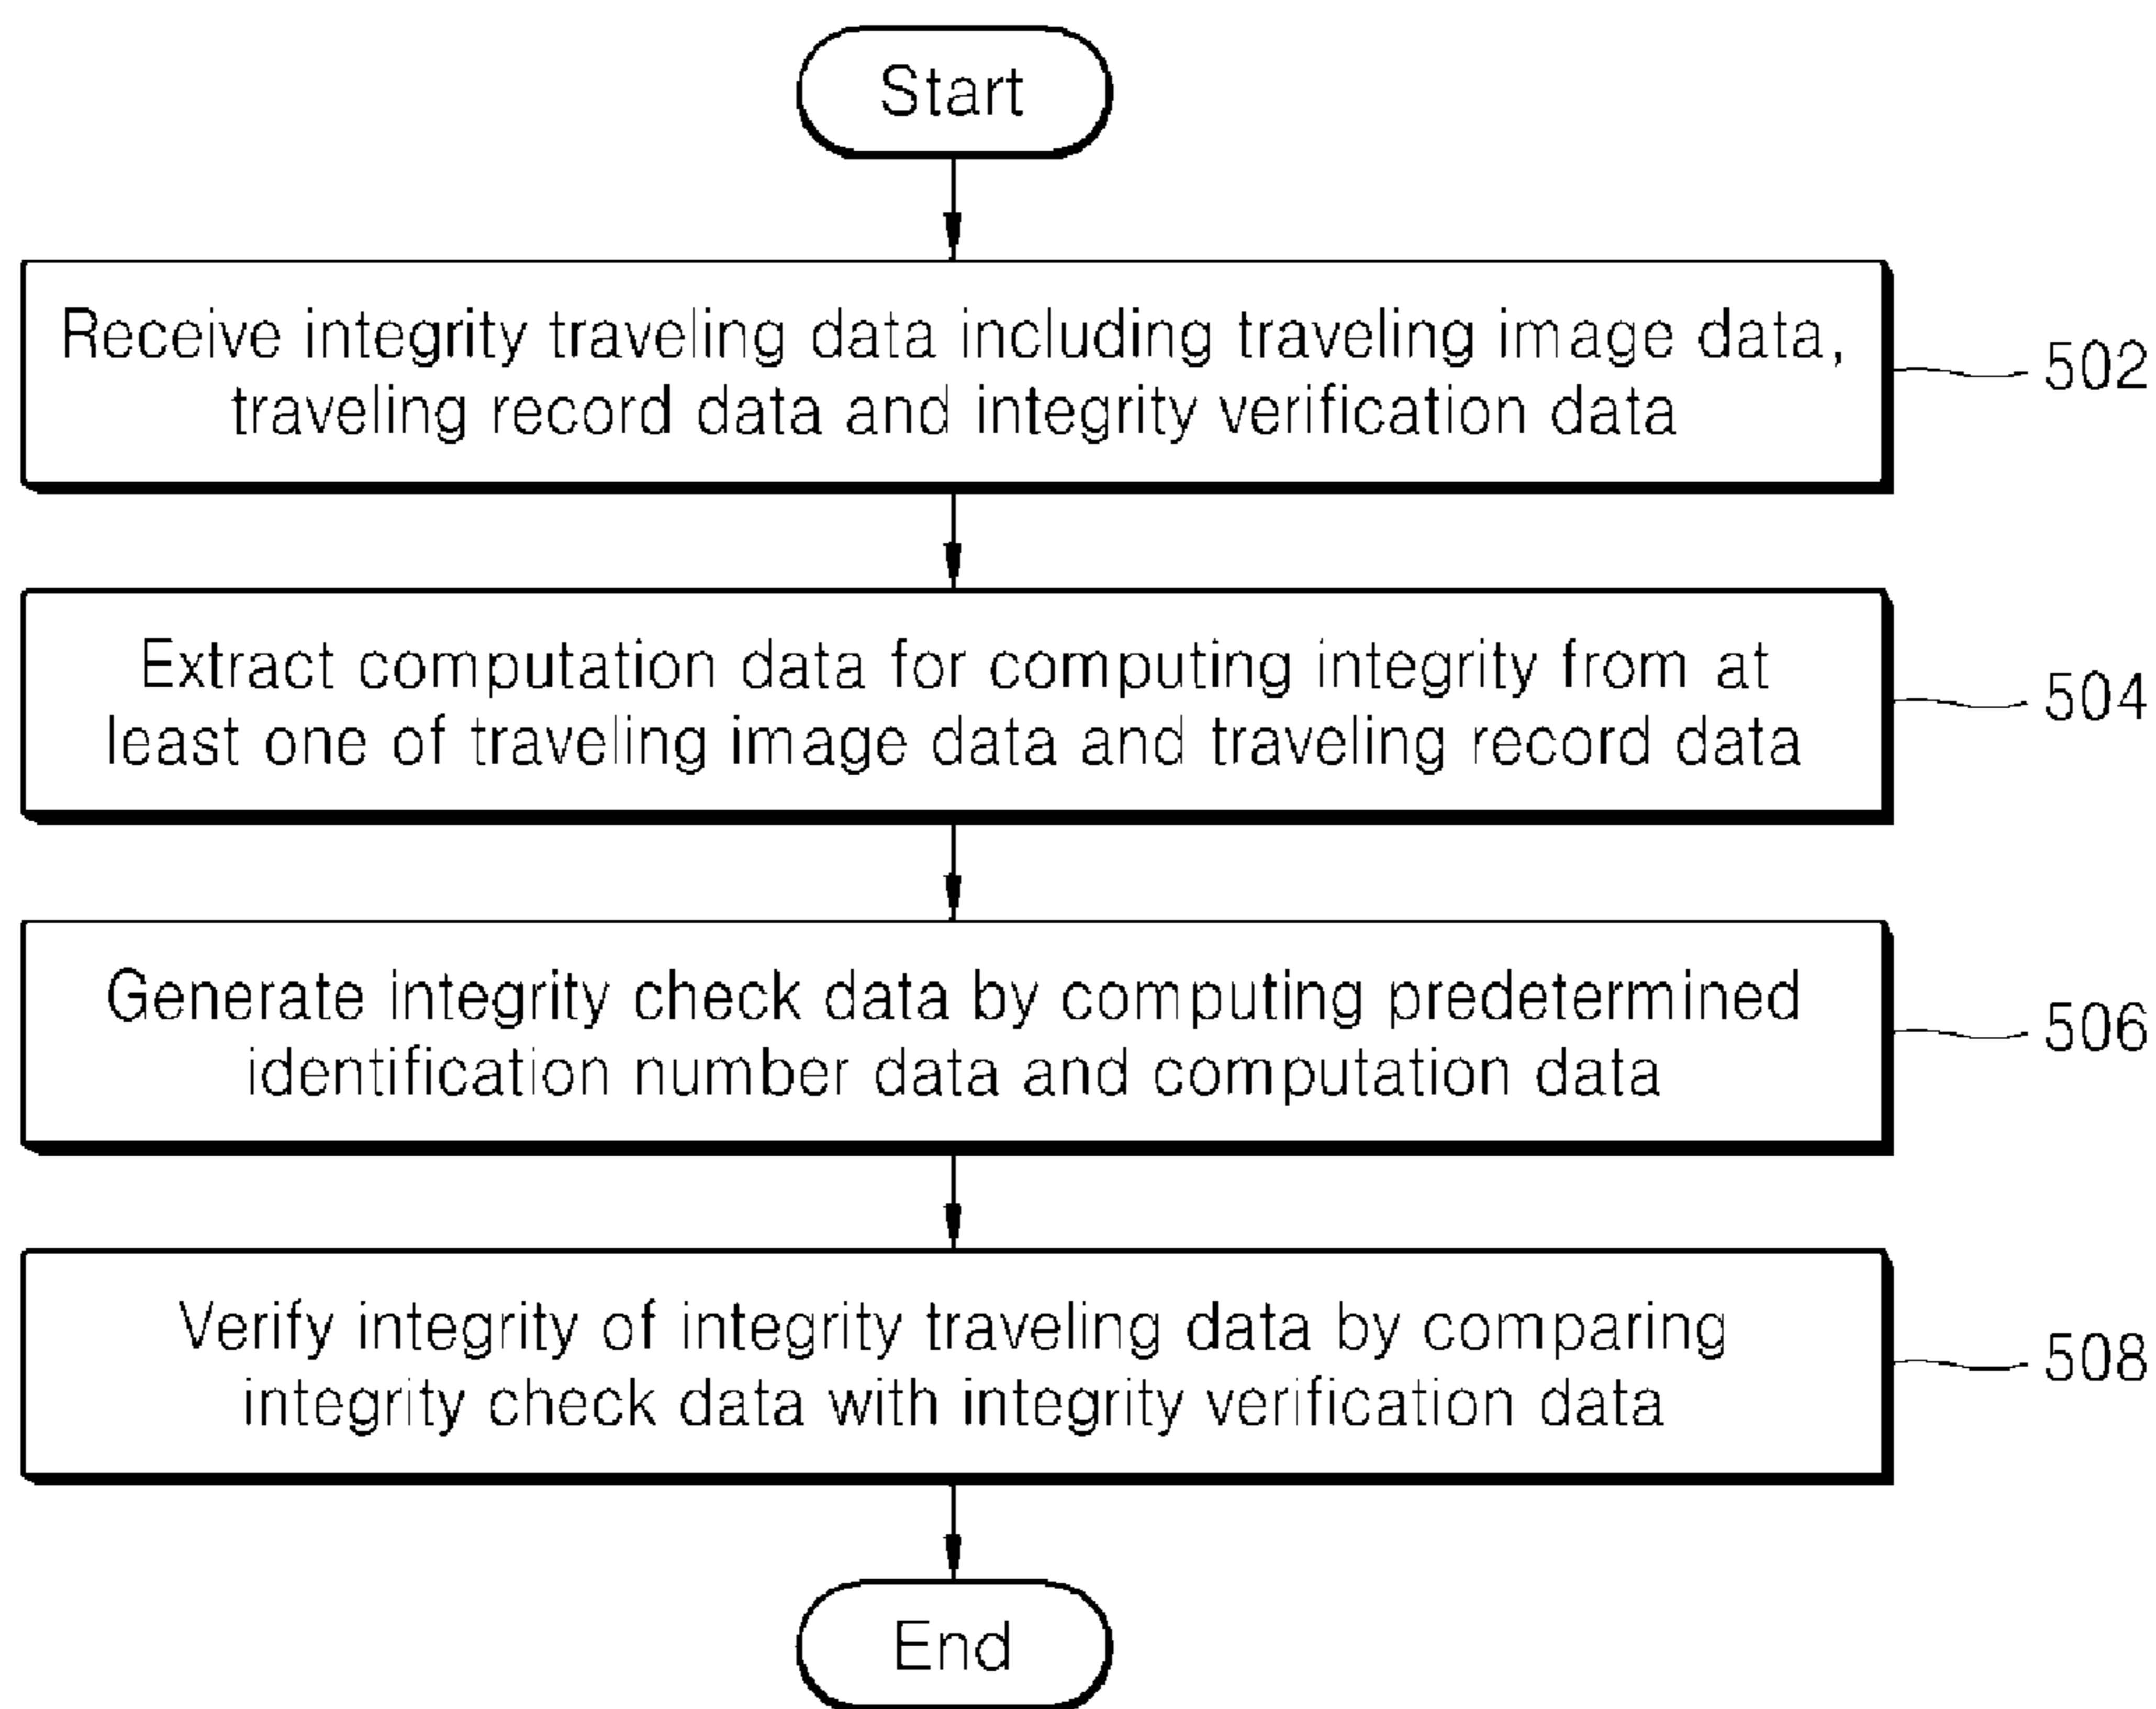 Start
Receive integrity traveling data including traveling image data,
traveling record data and integrity verification data
502
Extract computation data for computing integrity from at
least one of traveling image data and traveling record data
504
Generate integrity check data by computing predetermined
identification number data and computation data
506
Verify integrity of integrity traveling data by comparing
integrity check data with integrity verification data
508
End